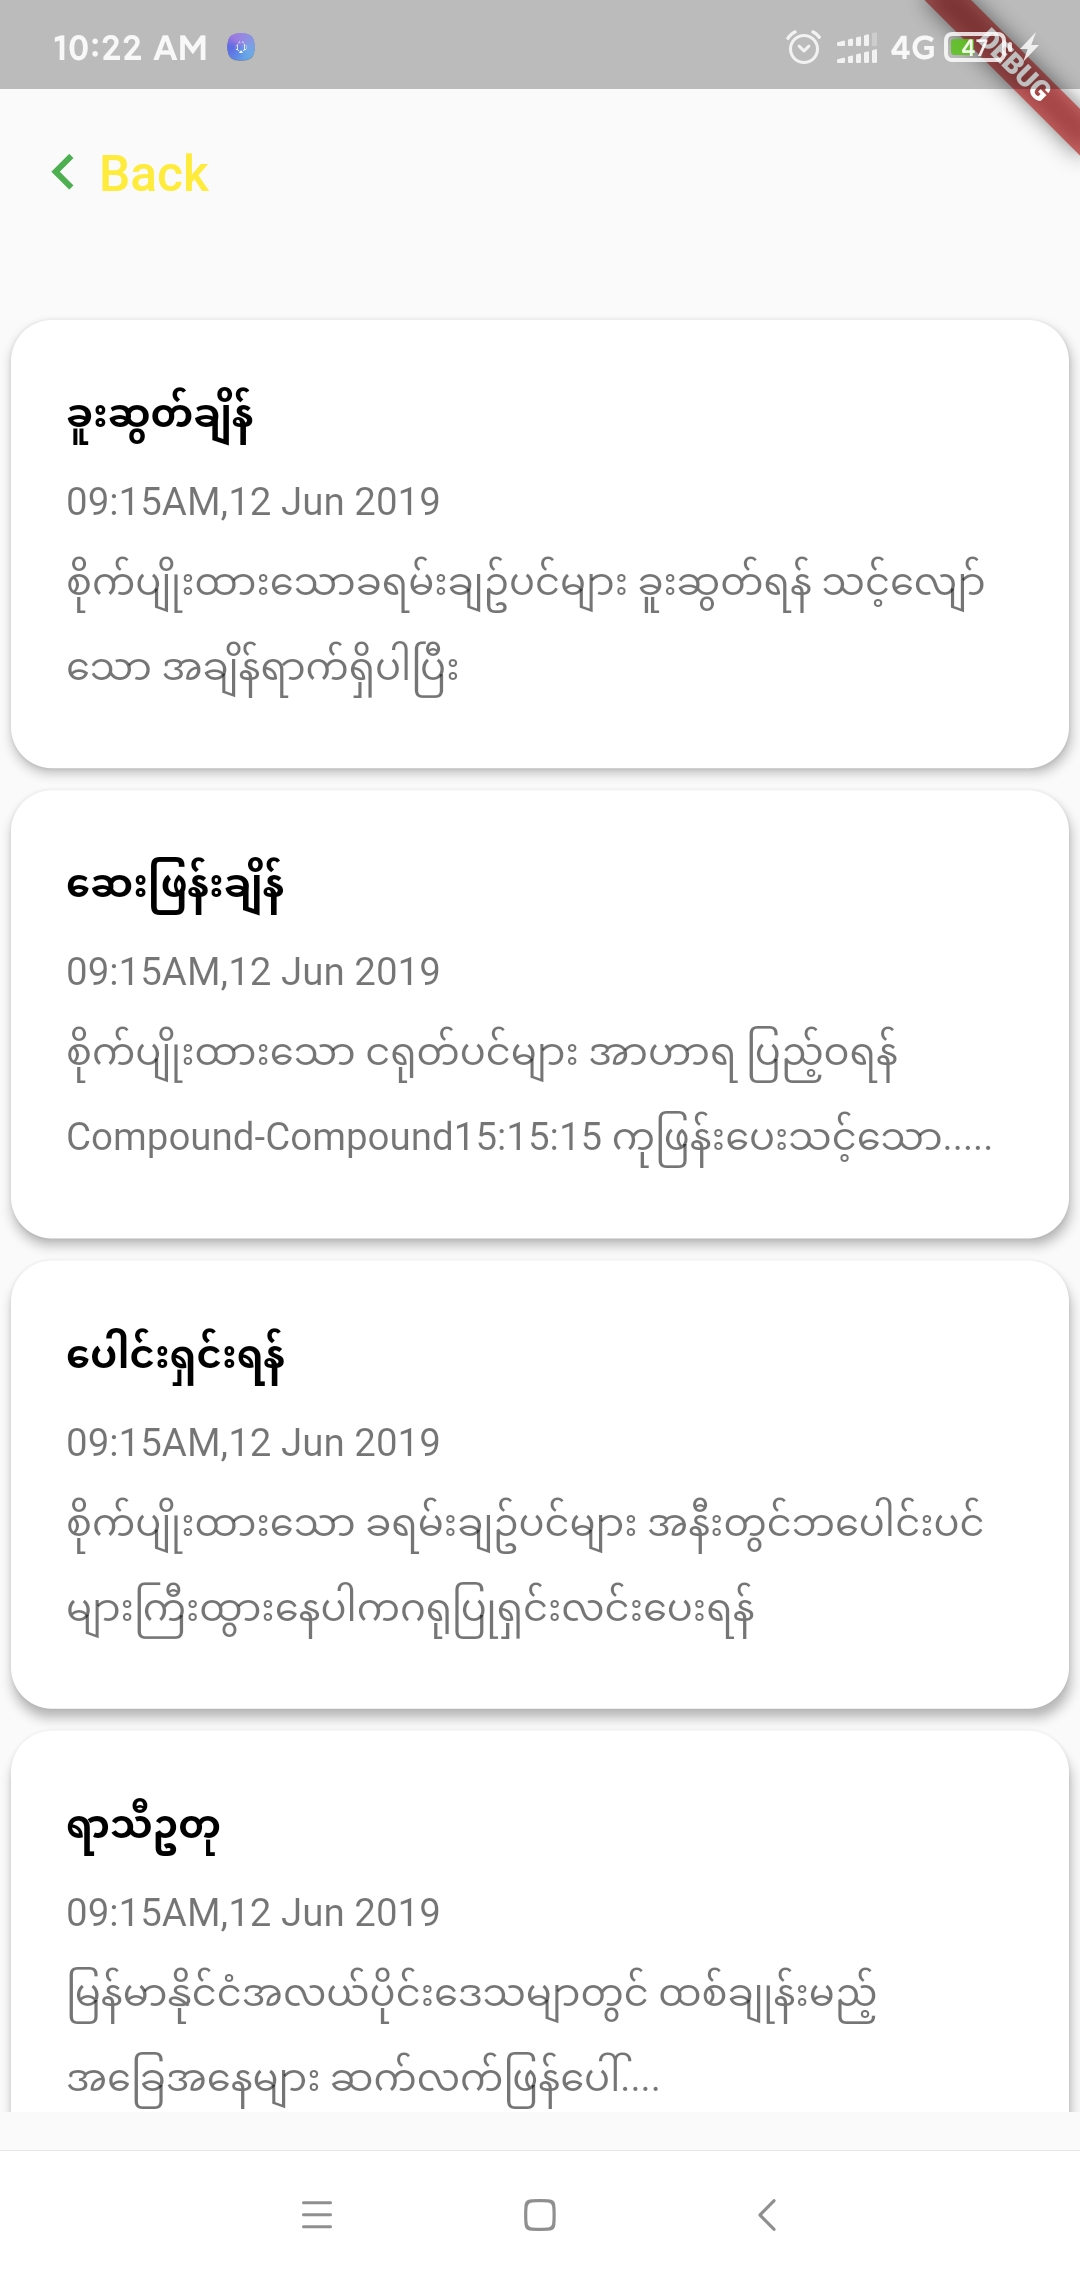 10:22 AM
4G
47
DEBUG
Back
ခူးဆွတ်ချိန်
09:15AM,12 Jun 2019
စိုက်ပျိုးထားသောခရမ်းချဉ်ပင်များ ခူးဆွတ်ရန် သင့်လျော်
သော အချိန်ရောက်ရှိပါပြီး
ဆေးဖြန်းချိန်
09:15AM,12 Jun 2019
စိုက်ပျိုးထားသော ငရုတ်ပင်များ အာဟာရ ပြည့်ဝရန်
Compound-Compound15:15:15 ကုဖြန်းပေးသင့်သော.....
ပေါင်းရှင်းရန်
09:15AM,12 Jun 2019
စိုက်ပျိုးထားသော ခရမ်းချဉ်ပင်များ အနီးတွင်ဘပေါင်းပင်
များကြီးထွားနေပါကဂရုပြုရှင်းလင်းပေးရန်
ရာသီဥတု
09:15AM,12 Jun 2019
မြန်မာနိုင်ငံအလယ်ပိုင်းဒေသမျာတွင် ထစ်ချုန်းမည့်
အခြေအနေများ ဆက်လက်ဖြန်ပေါ်....